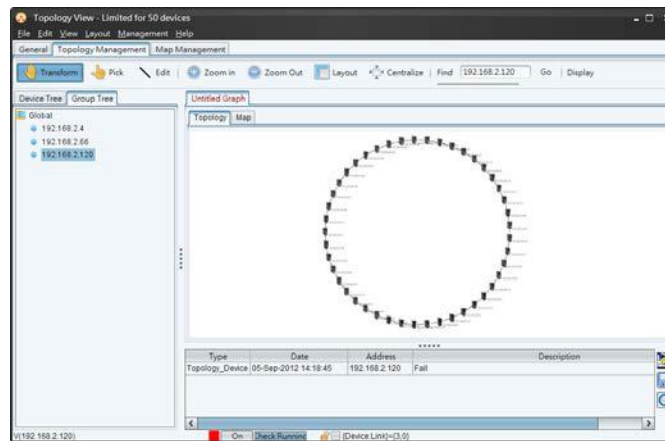 Topology View - Limited for 50 devices
File Edit View Layout Management Help
General Topology Management Map Management
Transform Pick Edit Zoom in Zoom Out Layout Centralize Find 192.168.2.120 Go Display
Device Tree Group Tree
Untitled Graph
Topology Map
Global
192.168.2.4
192.168.2.66
192.168.2.120
Type Date Address Description
Topology_Device 05-Sep-2012 14:18:45 192.168.2.120 Fail
V(192.168.2.120) On Check Running (Device:Link)=(3,0)